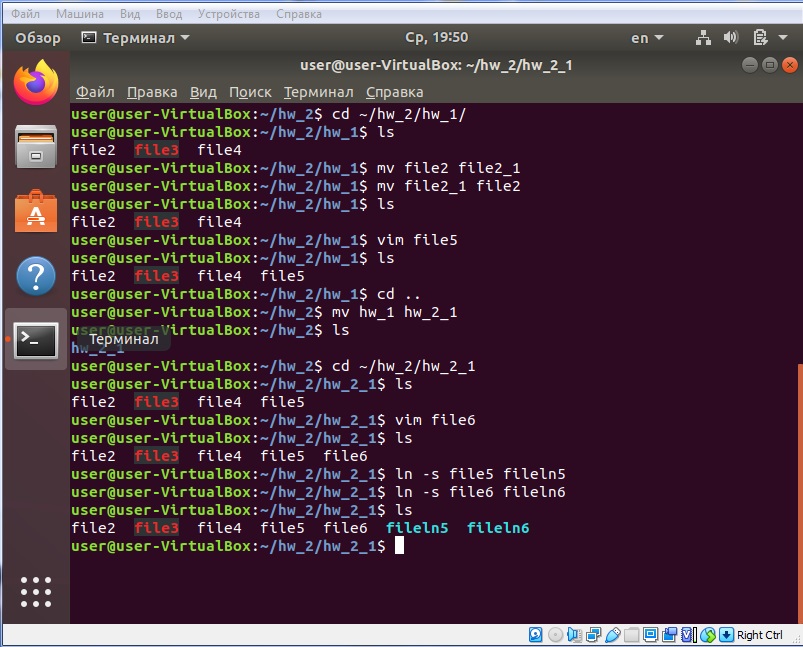 Файл Машина Вид Ввод Устройства Справка
Обзор Терминал Ср, 19:50 en
user@user-VirtualBox: ~/hw_2/hw_2_1
Файл Правка Вид Поиск Терминал Справка
user@user-VirtualBox:~/hw_2$ cd ~/hw_2/hw_1/
user@user-VirtualBox:~/hw_2/hw_1$ ls
file2 file3 file4
user@user-VirtualBox:~/hw_2/hw_1$ mv file2 file2_1
user@user-VirtualBox:~/hw_2/hw_1$ mv file2_1 file2
user@user-VirtualBox:~/hw_2/hw_1$ ls
file2 file3 file4
user@user-VirtualBox:~/hw_2/hw_1$ vim file5
user@user-VirtualBox:~/hw_2/hw_1$ ls
file2 file3 file4 file5
user@user-VirtualBox:~/hw_2/hw_1$ cd ..
user@user-VirtualBox:~/hw_2$ mv hw_1 hw_2_1
user@user-VirtualBox:~/hw_2$ ls
Терминал
hw_2_1
user@user-VirtualBox:~/hw_2$ cd ~/hw_2/hw_2_1
user@user-VirtualBox:~/hw_2/hw_2_1$ ls
file2 file3 file4 file5
user@user-VirtualBox:~/hw_2/hw_2_1$ vim file6
user@user-VirtualBox:~/hw_2/hw_2_1$ ls
file2 file3 file4 file5 file6
user@user-VirtualBox:~/hw_2/hw_2_1$ ln -s file5 fileln5
user@user-VirtualBox:~/hw_2/hw_2_1$ ln -s file6 fileln6
user@user-VirtualBox:~/hw_2/hw_2_1$ ls
file2 file3 file4 file5 file6 fileln5 fileln6
user@user-VirtualBox:~/hw_2/hw_2_1$
Right Ctrl